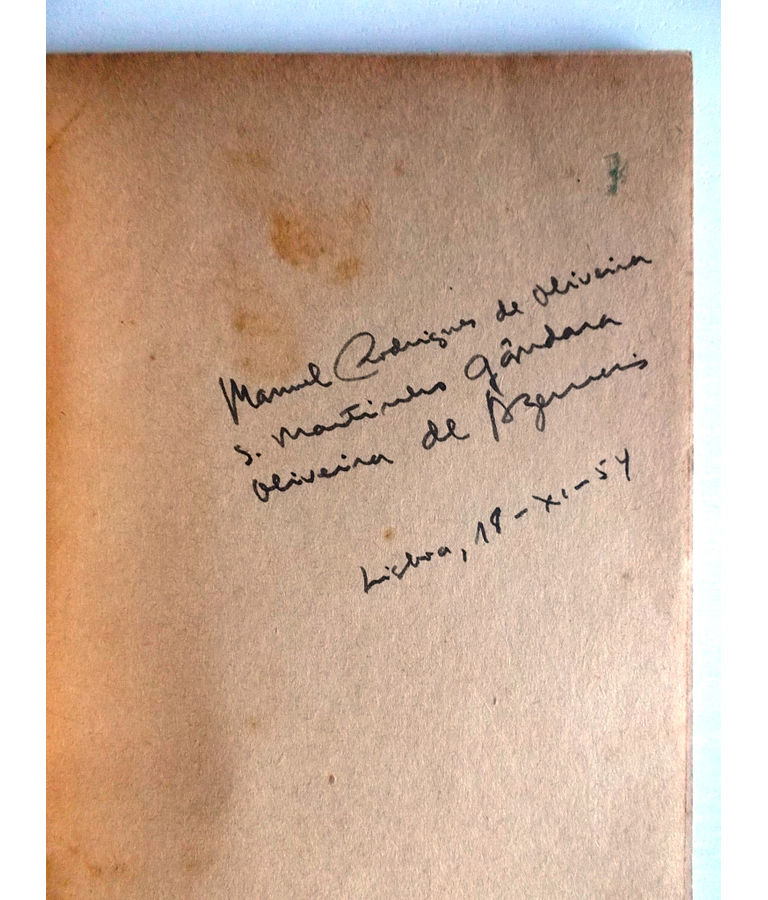 Manuel Rodrigues de Oliveira
S. Martinho Gândara
Oliveira de Azemeis
Lisboa, 18-XI-54